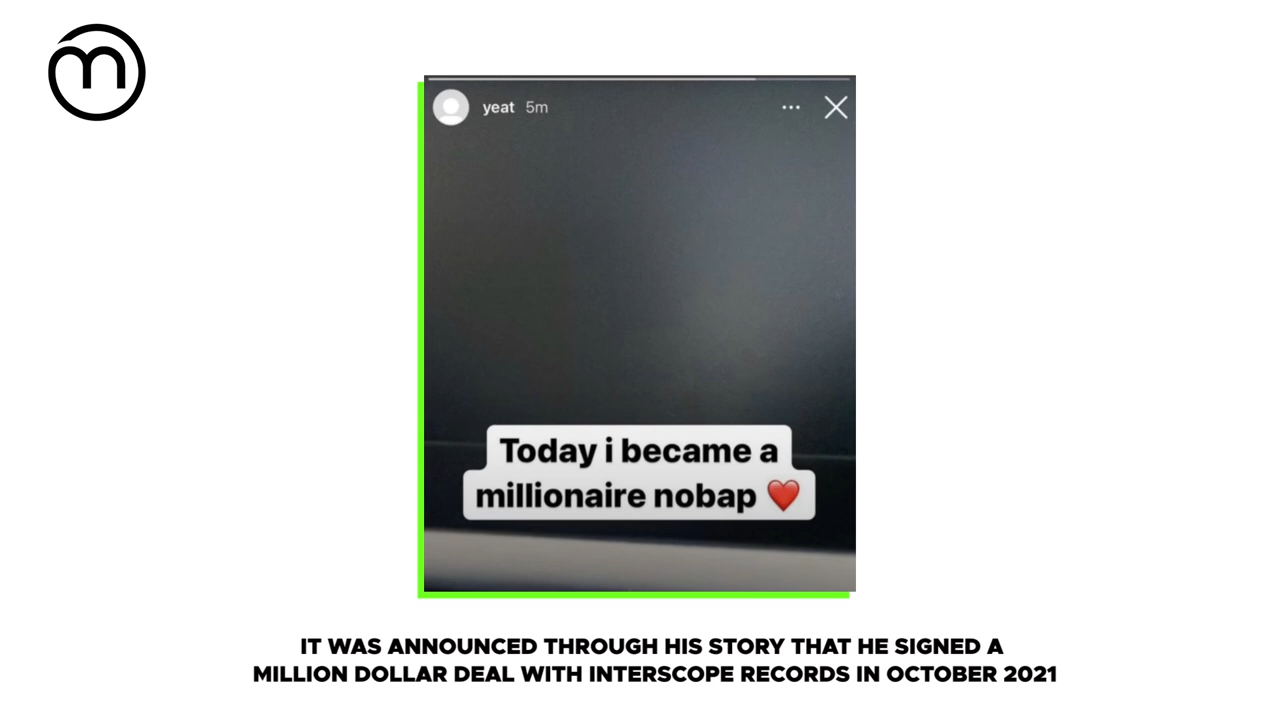 m
yeat 5m
Today i became a
millionaire nobap ❤️
IT WAS ANNOUNCED THROUGH HIS STORY THAT HE SIGNED A
MILLION DOLLAR DEAL WITH INTERSCOPE RECORDS IN OCTOBER 2021